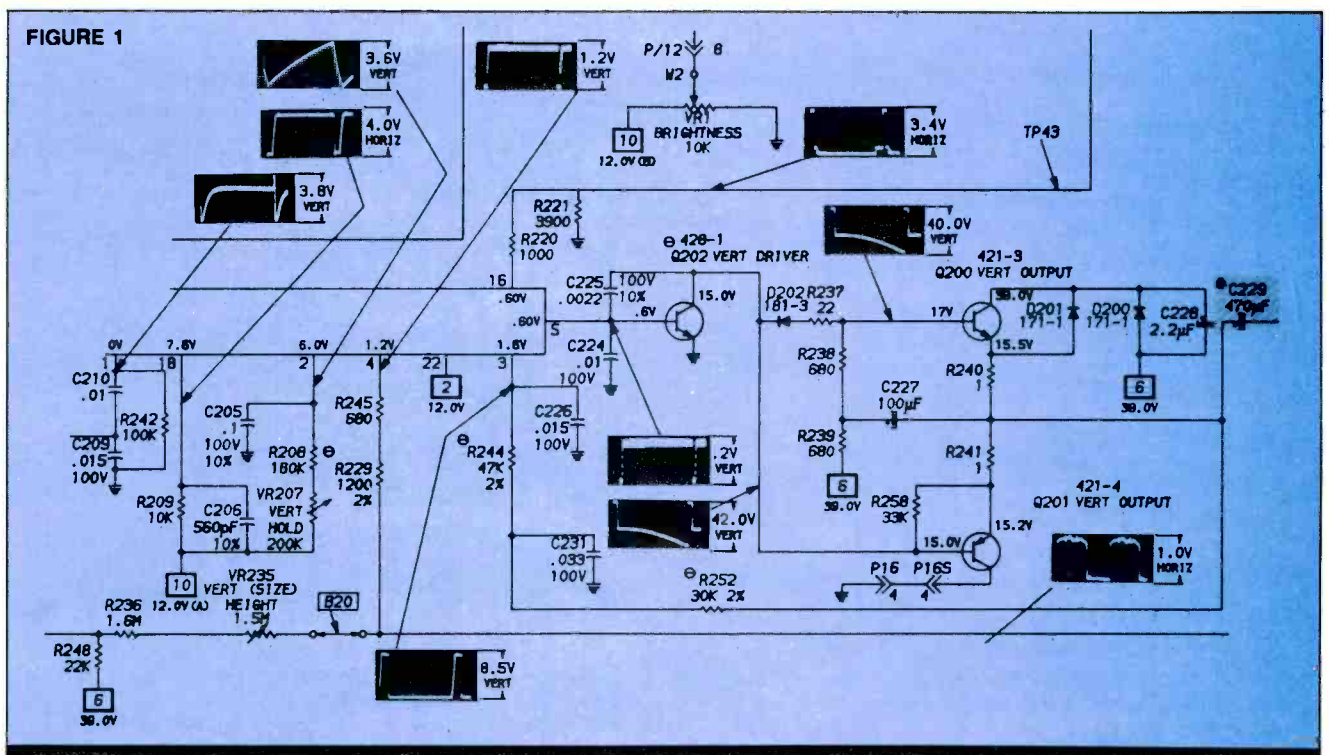 FIGURE 1
3.6V
VERT
4.0V
HORIZ
3.8V
VERT
1.2V
VERT
P/12 8
W2
VR1
BRIGHTNESS
10K
10
12.0V(B)
3.4V
HORIZ
TP43
R221
3900
R220
1000
16
.60V
.60V
5
428-1
Q202 VERT DRIVER
C225
.0022
100V
10%
15.0V
.6V
C224
.01
100V
D202
181-3
R237
22
40.0V
VERT
421-3
Q200 VERT OUTPUT
39.0V
17V
15.5V
D201
171-1
D200
171-1
C228
2.2µF
C229
470µF
6
39.0V
R238
680
R240
1
C227
100µF
R239
680
6
39.0V
R241
1
R258
33K
421-4
Q201 VERT OUTPUT
15.2V
15.0V
P16
4
P16S
4
1.0V
HORIZ
0V
1
7.6V
18
6.0V
2
1.2V
4
22
2
12.0V
1.6V
3
C210
.01
R242
100K
C209
.015
100V
R209
10K
C205
.1
100V
10%
R208
180K
VR207
VERT
HOLD
200K
C206
560pF
10%
10
12.0V(A)
R245
680
R229
1200
2%
R244
47K
2%
C226
.015
100V
.2V
VERT
42.0V
VERT
C231
.033
100V
R252
30K 2%
VR235
VERT (SIZE)
HEIGHT
1.5M
B20
R236
1.6M
R248
22K
6
39.0V
8.5V
VERT